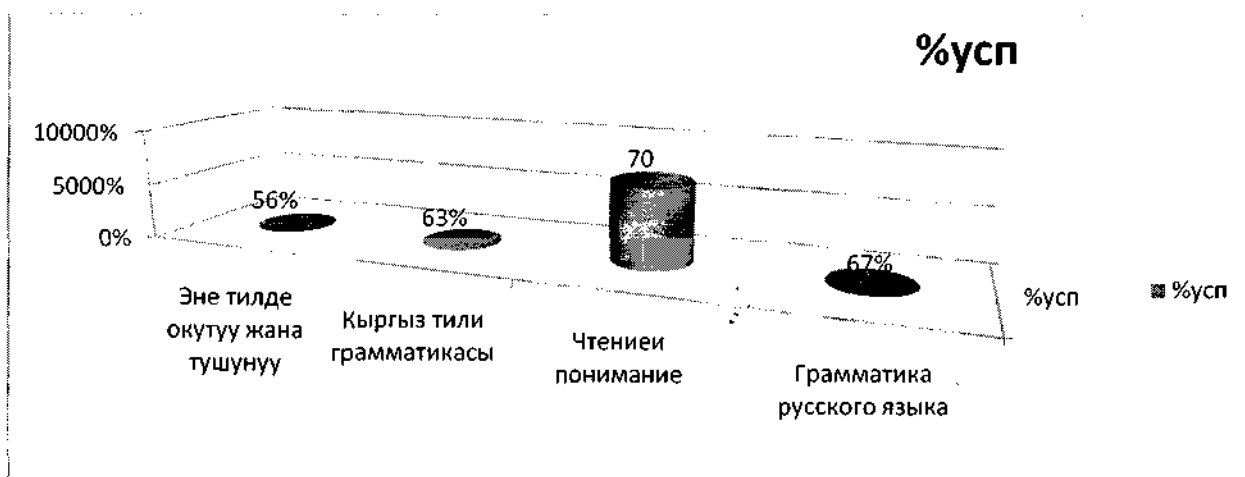 %усп
10000%
5000%
0%
56%
63%
70
67%
Эне тилде
окутуу жана
тушунуу
Кыргыз тили
грамматикасы
Чтениеи
понимание
Грамматика
русского языка
%усп
%усп